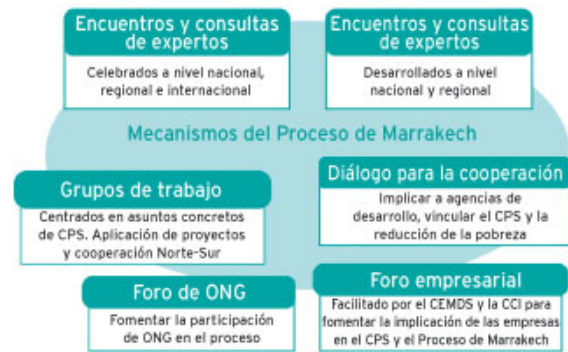 Encuentros y consultas
de expertos
Celebrados a nivel nacional,
regional e internacional
Encuentros y consultas
de expertos
Desarrollados a nivel
nacional y regional
Mecanismos del Proceso de Marrakech
Grupos de trabajo
Centrados en asuntos concretos
de CPS. Aplicación de proyectos
y cooperación Norte-Sur
Diálogo para la cooperación
Implicar a agencias de
desarrollo, vincular el CPS y la
reducción de la pobreza
Foro de ONG
Fomentar la participación
de ONG en el proceso
Foro empresarial
Facilitado por el CEMDS y la CCI para
fomentar la implicación de las empresas
en el CPS y el Proceso de Marrakech